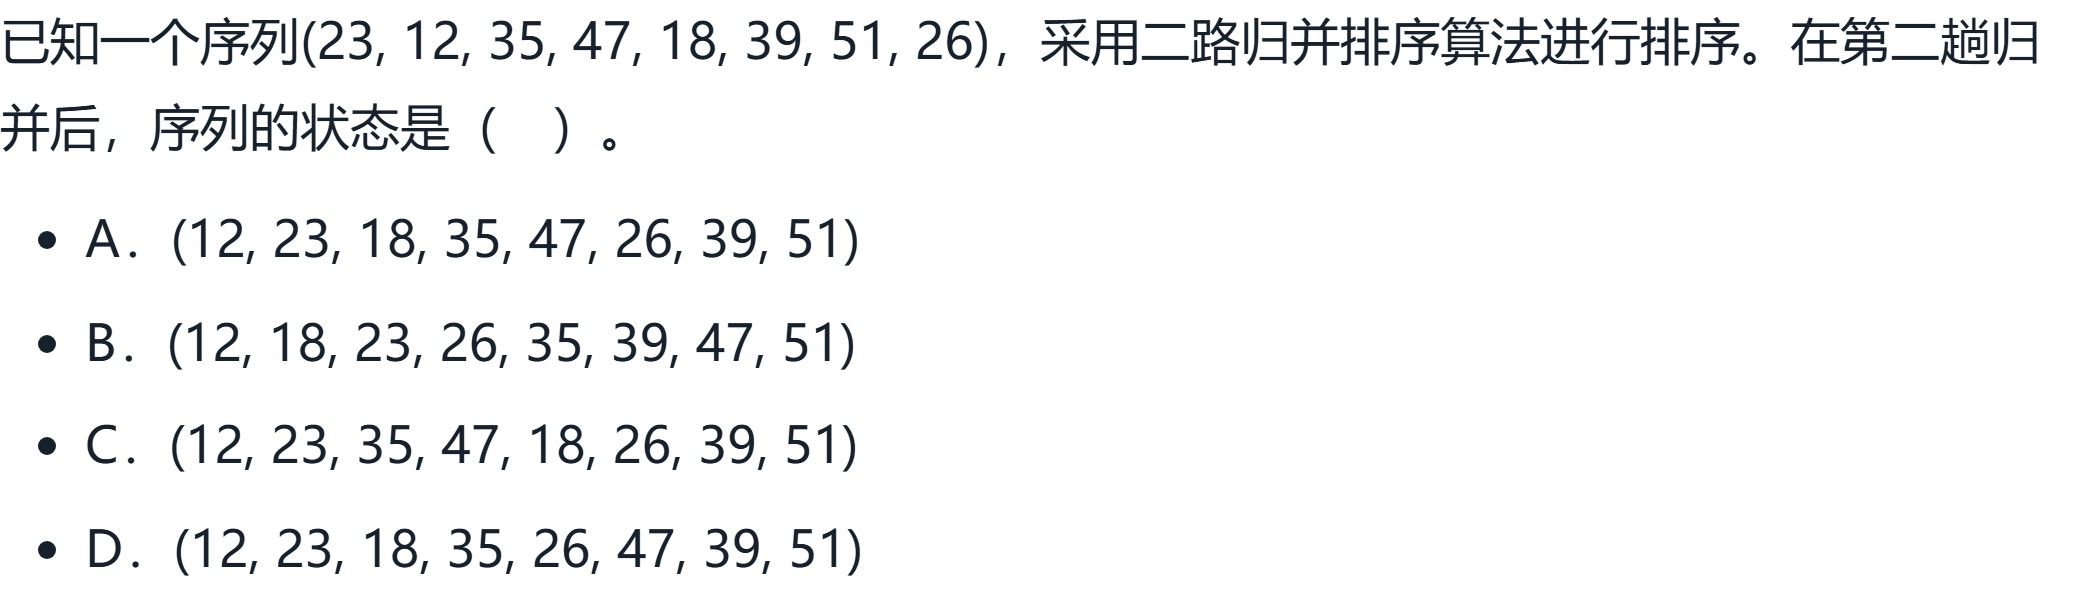 已知一个序列(23, 12, 35, 47, 18, 39, 51, 26)，采用二路归并排序算法进行排序。在第二趟归
并后，序列的状态是（　）。
• A．(12, 23, 18, 35, 47, 26, 39, 51)
• B．(12, 18, 23, 26, 35, 39, 47, 51)
• C．(12, 23, 35, 47, 18, 26, 39, 51)
• D．(12, 23, 18, 35, 26, 47, 39, 51)